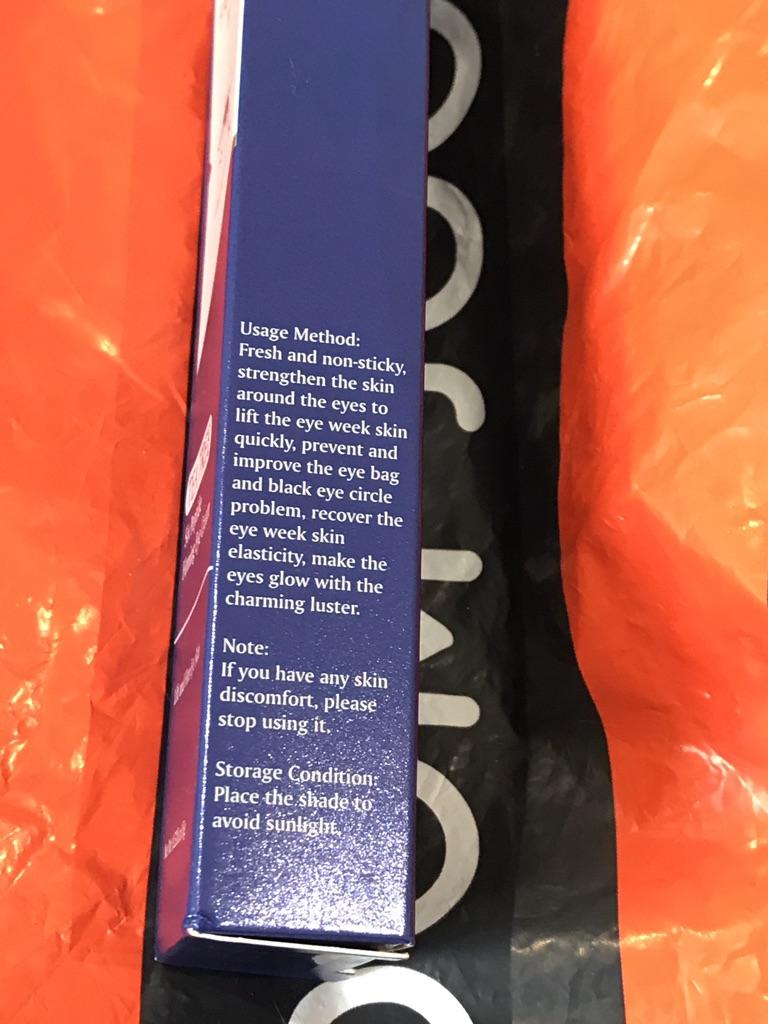 Usage Method:
Fresh and non-sticky,
strengthen the skin
around the eyes to
lift the eye week skin
quickly, prevent and
improve the eye bag
and black eye circle
problem, recover the
eye week skin
elasticity, make the
eyes glow with the
charming luster.
Note:
If you have any skin
discomfort, please
stop using it,
Storage Condition:
Place the shade to
avoid sunlight,